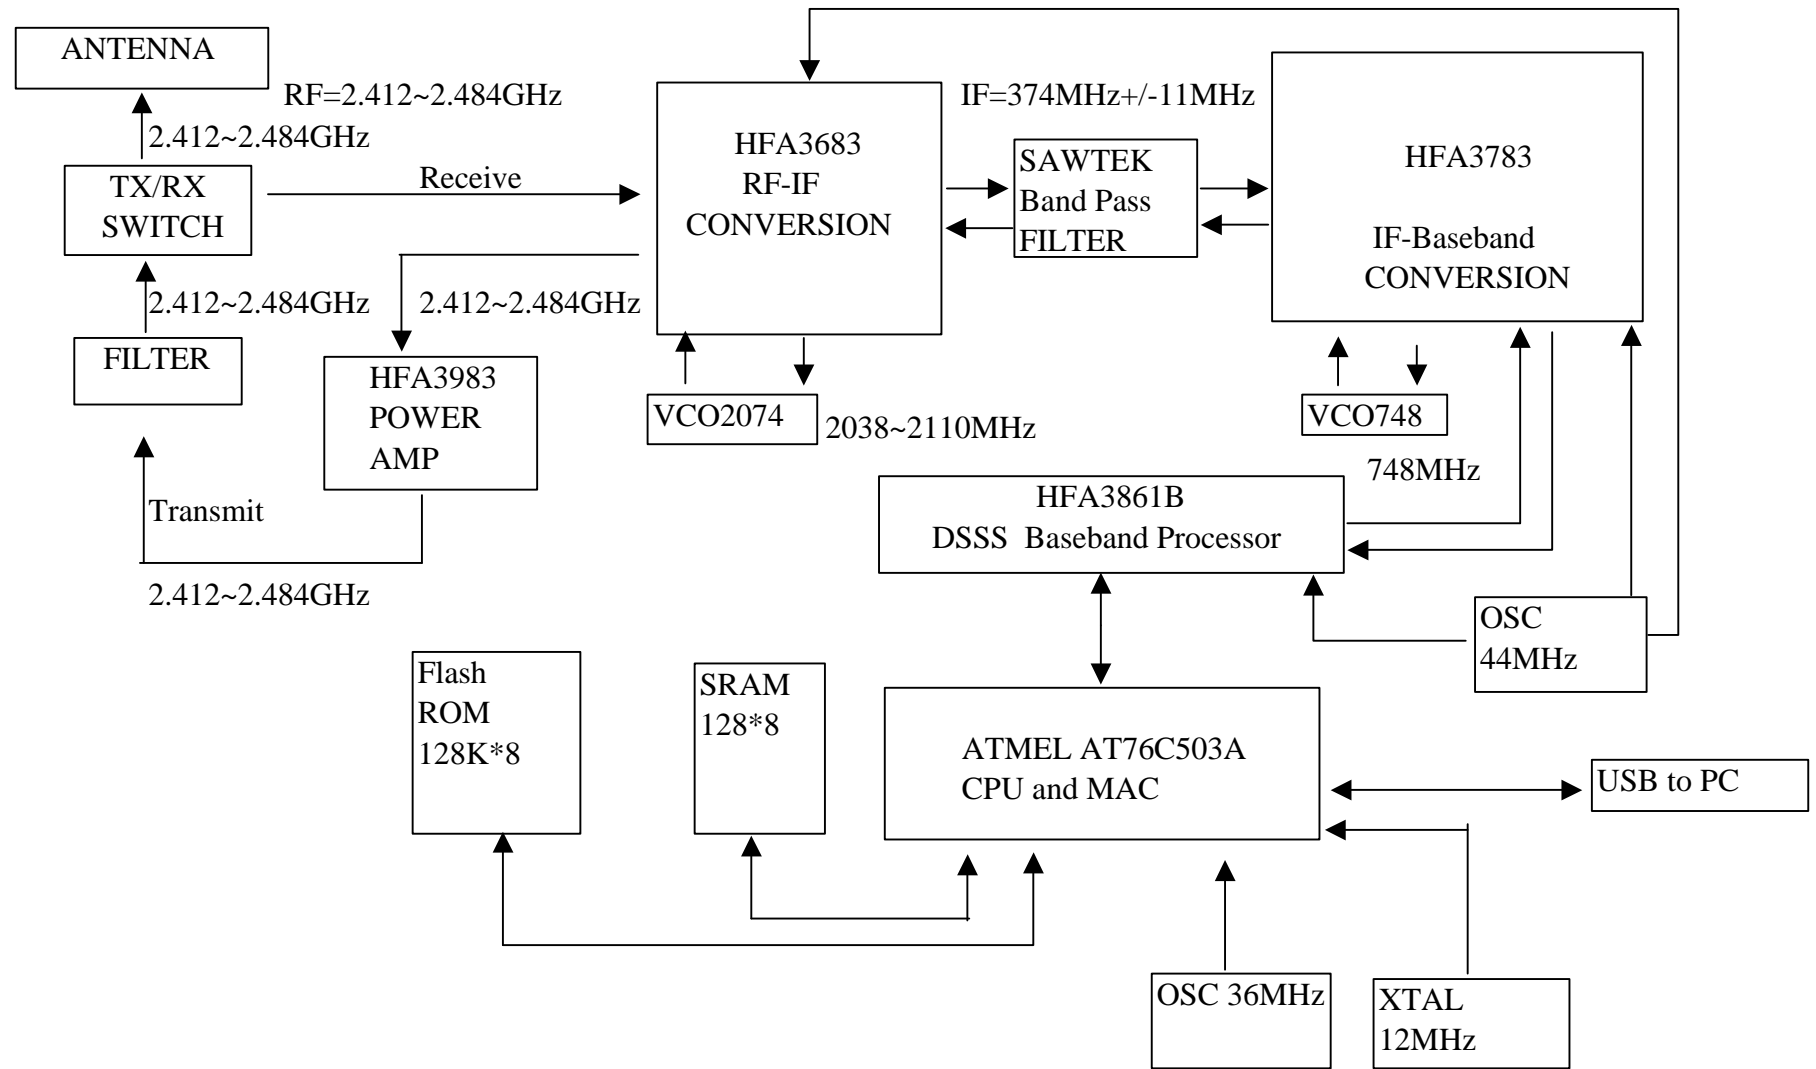 ANTENNA
RF=2.412~2.484GHz
IF=374MHz+/-11MHz
2.412~2.484GHz
TX/RX
SWITCH
Receive
HFA3683
RF-IF
CONVERSION
SAWTEK
Band Pass
FILTER
HFA3783
IF-Baseband
CONVERSION
2.412~2.484GHz
2.412~2.484GHz
FILTER
HFA3983
POWER
AMP
VCO2074
2038~2110MHz
VCO748
748MHz
Transmit
2.412~2.484GHz
HFA3861B
DSSS Baseband Processor
OSC
44MHz
Flash
ROM
128K*8
SRAM
128*8
ATMEL AT76C503A
CPU and MAC
USB to PC
OSC 36MHz
XTAL
12MHz